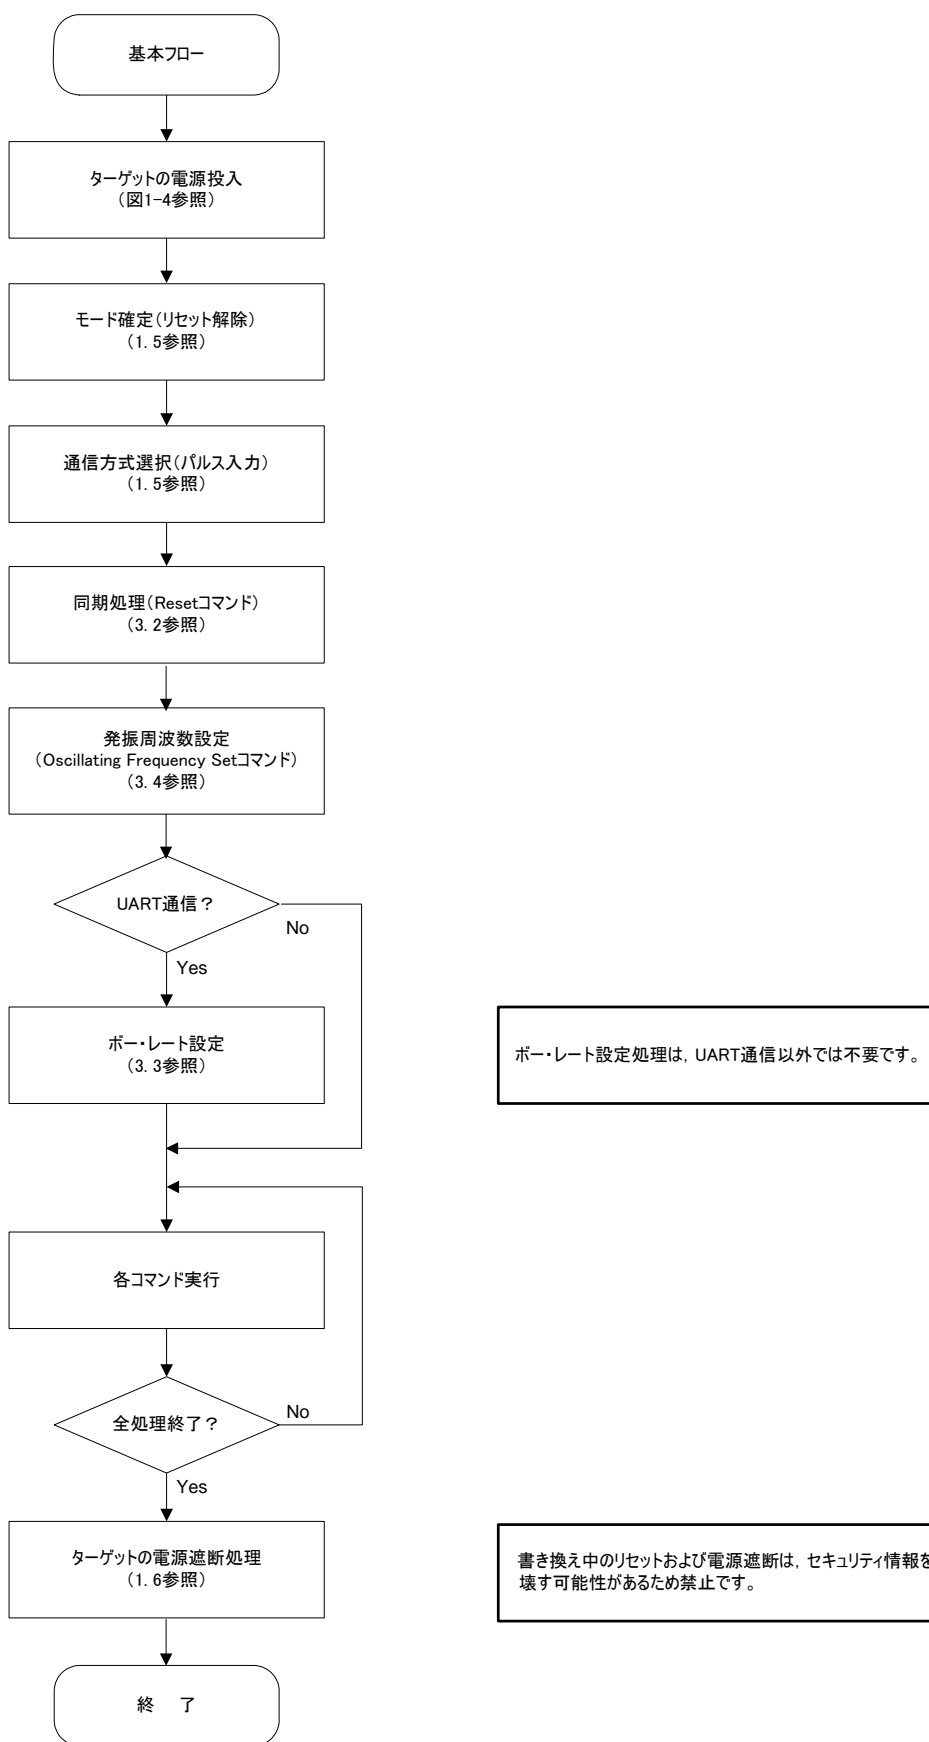 基本フロー
ターゲットの電源投入
（図1-4参照）
モード確定（リセット解除）
（1. 5参照）
通信方式選択（パルス入力）
（1. 5参照）
同期処理（Resetコマンド）
（3. 2参照）
発振周波数設定
（Oscillating Frequency Setコマンド）
（3. 4参照）
UART通信？
No
Yes
ボー・レート設定
（3. 3参照）
ボー・レート設定処理は，UART通信以外では不要です。
各コマンド実行
全処理終了？
No
Yes
ターゲットの電源遮断処理
（1. 6参照）
書き換え中のリセットおよび電源遮断は，セキュリティ情報を
壊す可能性があるため禁止です。
終　了